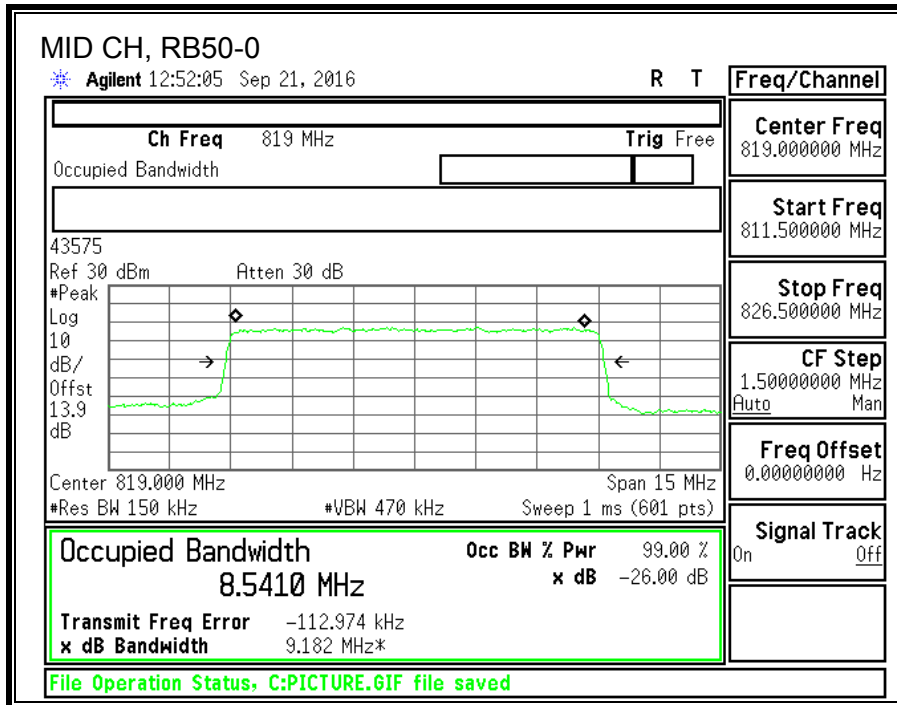 MID CH, RB50-0
Agilent 12:52:05 Sep 21, 2016 R T
Ch Freq 819 MHz Trig Free
Occupied Bandwidth
43575
Ref 30 dBm Atten 30 dB
#Peak
Log
10
dB/
Offst
13.9
dB
Center 819.000 MHz Span 15 MHz
#Res BW 150 kHz #VBW 470 kHz Sweep 1 ms (601 pts)
Occupied Bandwidth Occ BW % Pwr 99.00 %
8.5410 MHz x dB -26.00 dB
Transmit Freq Error -112.974 kHz
x dB Bandwidth 9.182 MHz*
File Operation Status, C:PICTURE.GIF file saved
Freq/Channel
Center Freq
819.000000 MHz
Start Freq
811.500000 MHz
Stop Freq
826.500000 MHz
CF Step
1.50000000 MHz
Auto Man
Freq Offset
0.00000000 Hz
Signal Track
On Off